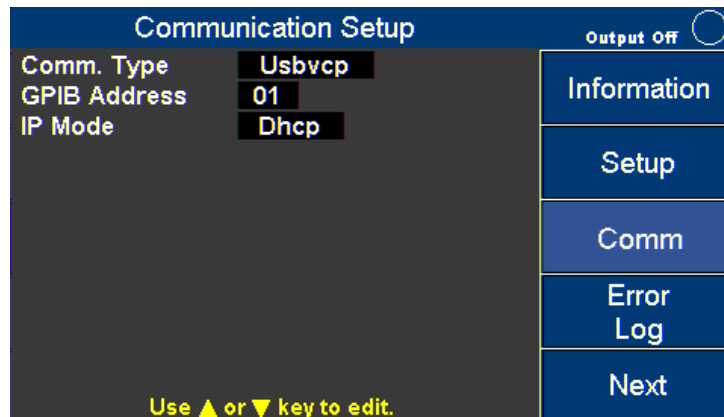 Communication Setup
Output Off
Comm. Type Usbvcp
GPIB Address 01
IP Mode Dhcp
Information
Setup
Comm
Error
Log
Next
Use ▲ or ▼ key to edit.